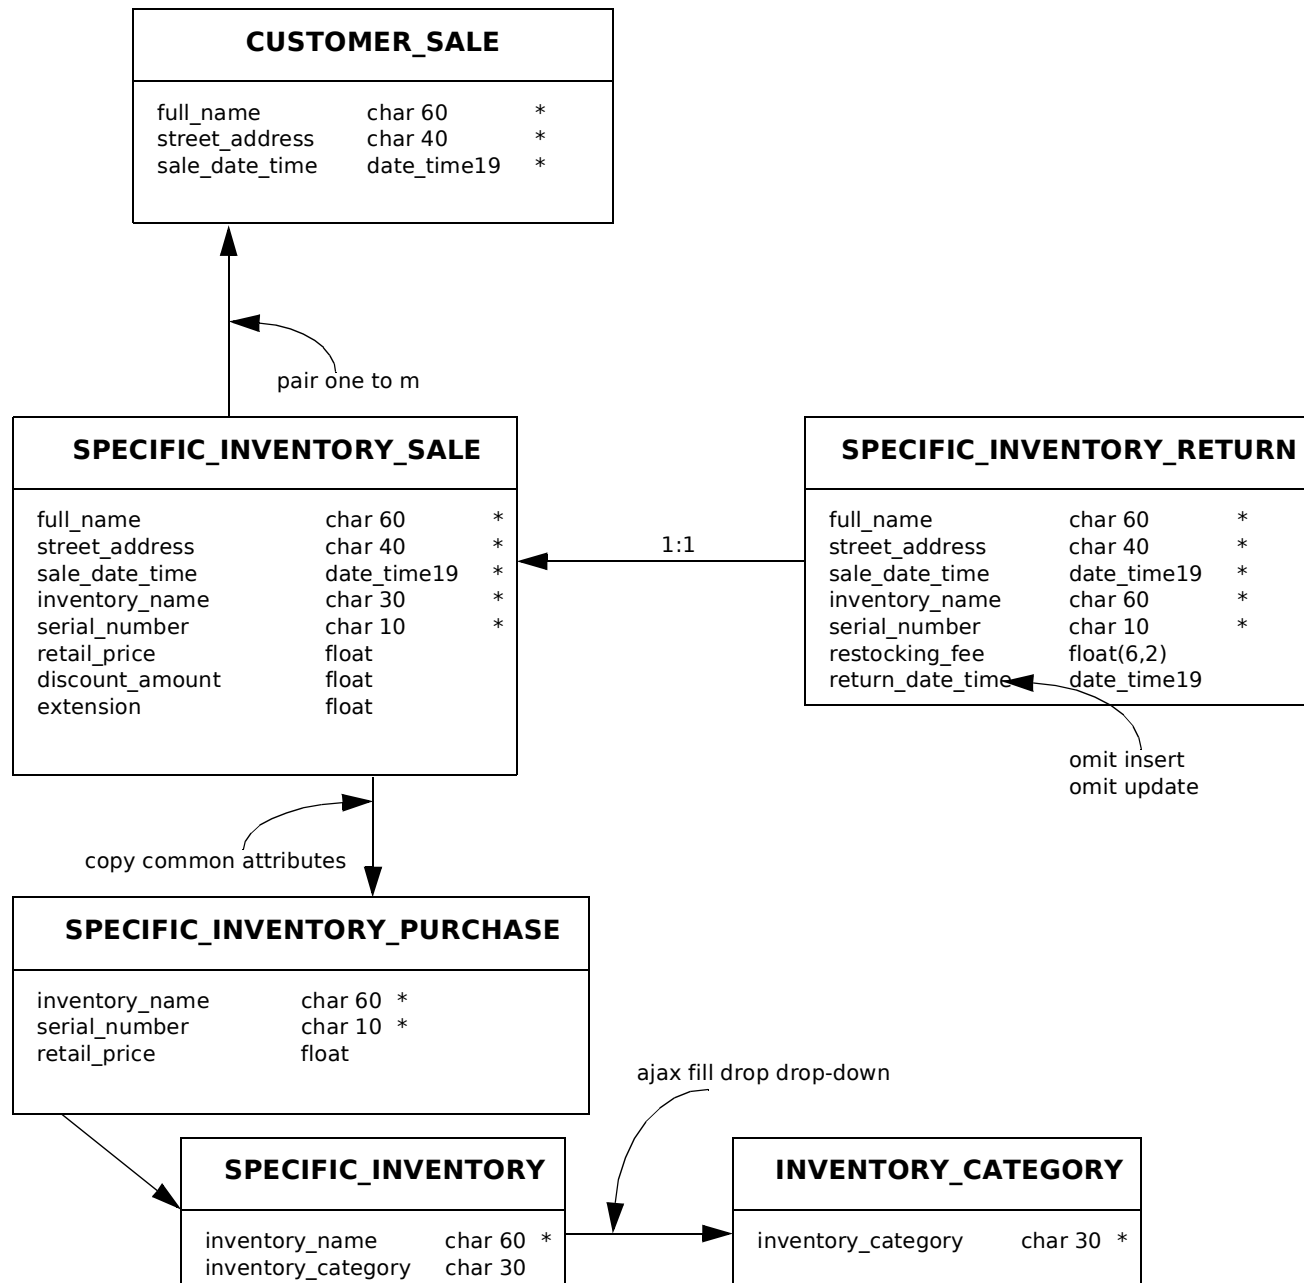 CUSTOMER_SALE
full_name char 60 *
street_address char 40 *
sale_date_time date_time19 *
pair one to m
SPECIFIC_INVENTORY_SALE
full_name char 60 *
street_address char 40 *
sale_date_time date_time19 *
inventory_name char 30 *
serial_number char 10 *
retail_price float
discount_amount float
extension float
1:1
SPECIFIC_INVENTORY_RETURN
full_name char 60 *
street_address char 40 *
sale_date_time date_time19 *
inventory_name char 60 *
serial_number char 10 *
restocking_fee float(6,2)
return_date_time date_time19
omit insert
omit update
copy common attributes
SPECIFIC_INVENTORY_PURCHASE
inventory_name char 60 *
serial_number char 10 *
retail_price float
ajax fill drop drop-down
SPECIFIC_INVENTORY
inventory_name char 60 *
inventory_category char 30
INVENTORY_CATEGORY
inventory_category char 30 *